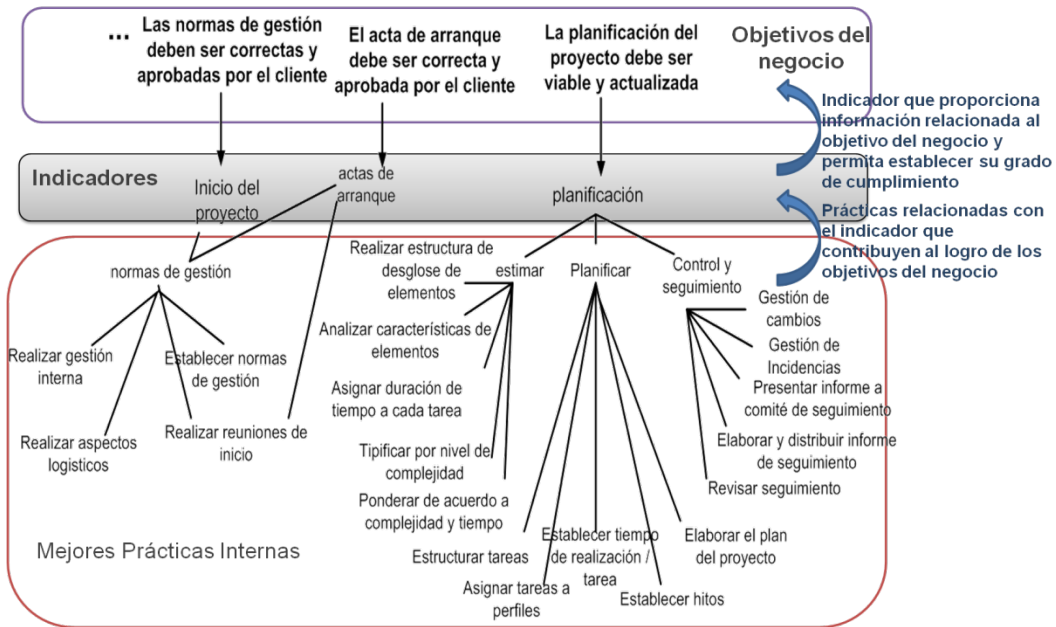 ... Las normas de gestión
deben ser correctas y
aprobadas por el cliente
El acta de arranque
debe ser correcta y
aprobada por el cliente
La planificación del
proyecto debe ser
viable y actualizada
Objetivos del
negocio
Indicador que proporciona
información relacionada al
objetivo del negocio y
permita establecer su grado
de cumplimiento
Indicadores
Inicio del
proyecto
actas de
arranque
planificación
Prácticas relacionadas con
el indicador que
contribuyen al logro de los
objetivos del negocio
normas de gestión
Realizar gestión
interna
Establecer normas
de gestión
Realizar aspectos
logísticos
Realizar reuniones de
inicio
estimar
Realizar estructura de
desglose de
elementos
Analizar características de
elementos
Asignar duración de
tiempo a cada tarea
Tipificar por nivel de
complejidad
Ponderar de acuerdo a
complejidad y tiempo
Planificar
Estructurar tareas
Asignar tareas a
perfiles
Establecer tiempo
de realización /
tarea
Establecer hitos
Elaborar el plan
del proyecto
Control y
seguimiento
Gestión de
cambios
Gestión de
Incidencias
Presentar informe a
comité de seguimiento
Elaborar y distribuir informe
de seguimiento
Revisar seguimiento
Mejores Prácticas Internas